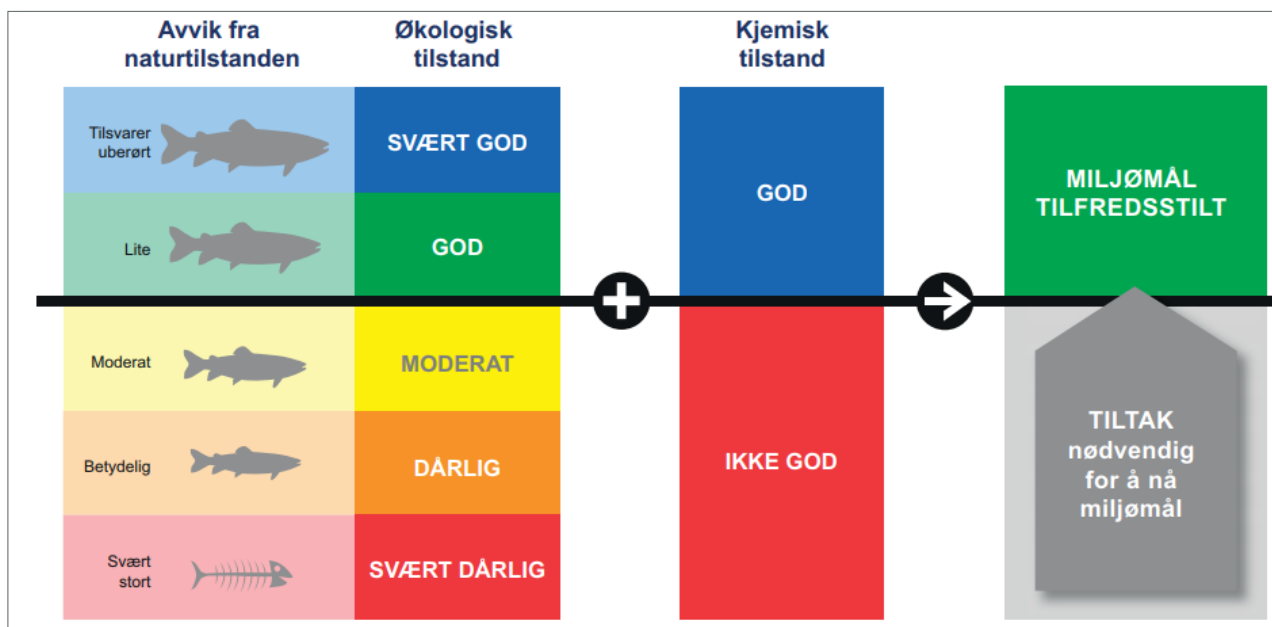 Avvik fra
naturtilstanden
Økologisk
tilstand
Kjemisk
tilstand
Tilsvarer
uberørt
SVÆRT GOD
Lite
GOD
GOD
MILJØMÅL
TILFREDSSTILT
Moderat
MODERAT
Betydelig
DÅRLIG
Svært
stort
SVÆRT DÅRLIG
IKKE GOD
TILTAK
nødvendig
for å nå
miljømål